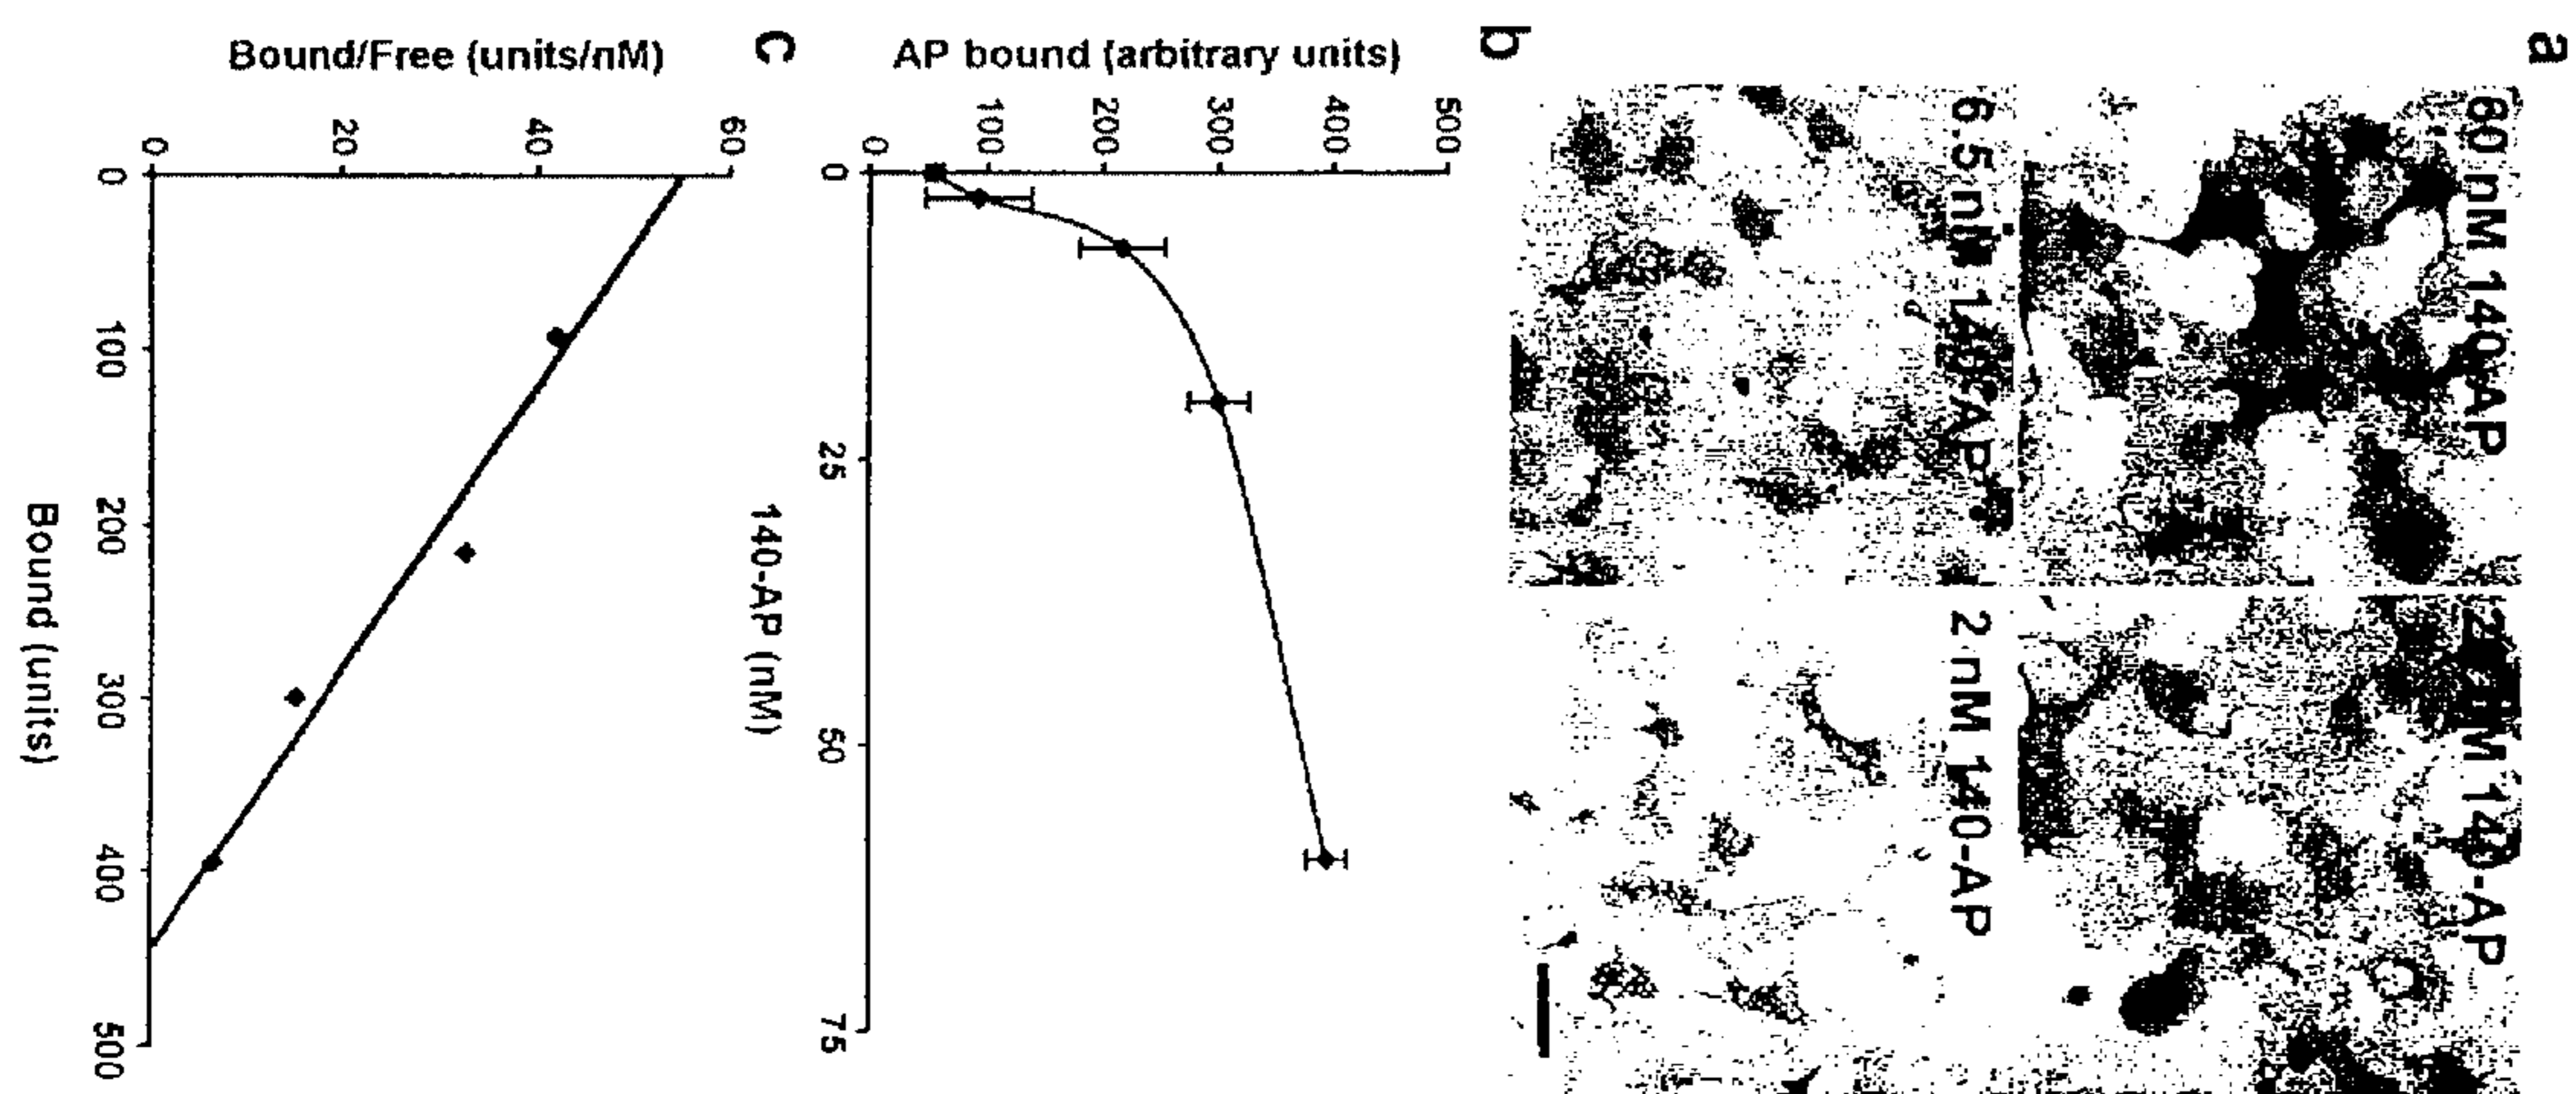 a
60 nM 140-AP
nM 140-AP
6.5 nM 140-AP
2 nM 140-AP
b
AP bound (arbitrary units)
500
400
300
200
100
0
0
25
50
75
140-AP (nM)
c
Bound/Free (units/nM)
60
40
20
0
0
1000
200
300
400
500
Bound (units)